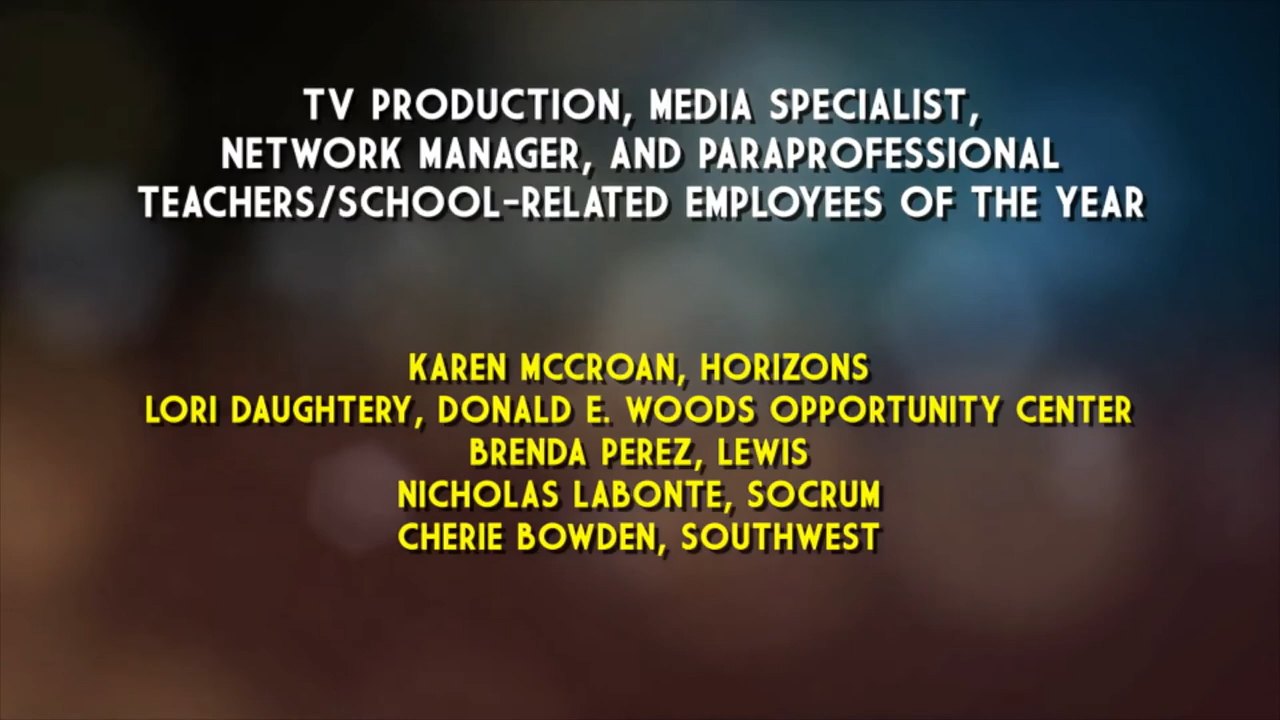 TV PRODUCTION, MEDIA SPECIALIST,
NETWORK MANAGER, AND PARAPROFESSIONAL
TEACHERS/SCHOOL-RELATED EMPLOYEES OF THE YEAR
KAREN MCCROAN, HORIZONS
LORI DAUGHTERY, DONALD E. WOODS OPPORTUNITY CENTER
BRENDA PEREZ, LEWIS
NICHOLAS LABONTE, SOCRUM
CHERIE BOWDEN, SOUTHWEST